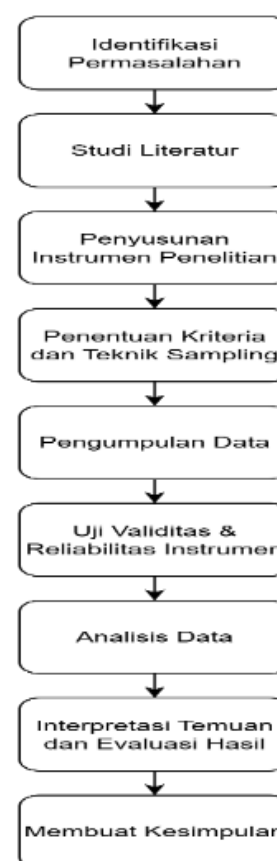 Identifikasi
Permasalahan
Studi Literatur
Penyusunan
Instrumen Penelitian
Penentuan Kriteria
dan Teknik Sampling
Pengumpulan Data
Uji Validitas &
Reliabilitas Instrumen
Analisis Data
Interpretasi Temuan
dan Evaluasi Hasil
Membuat Kesimpulan